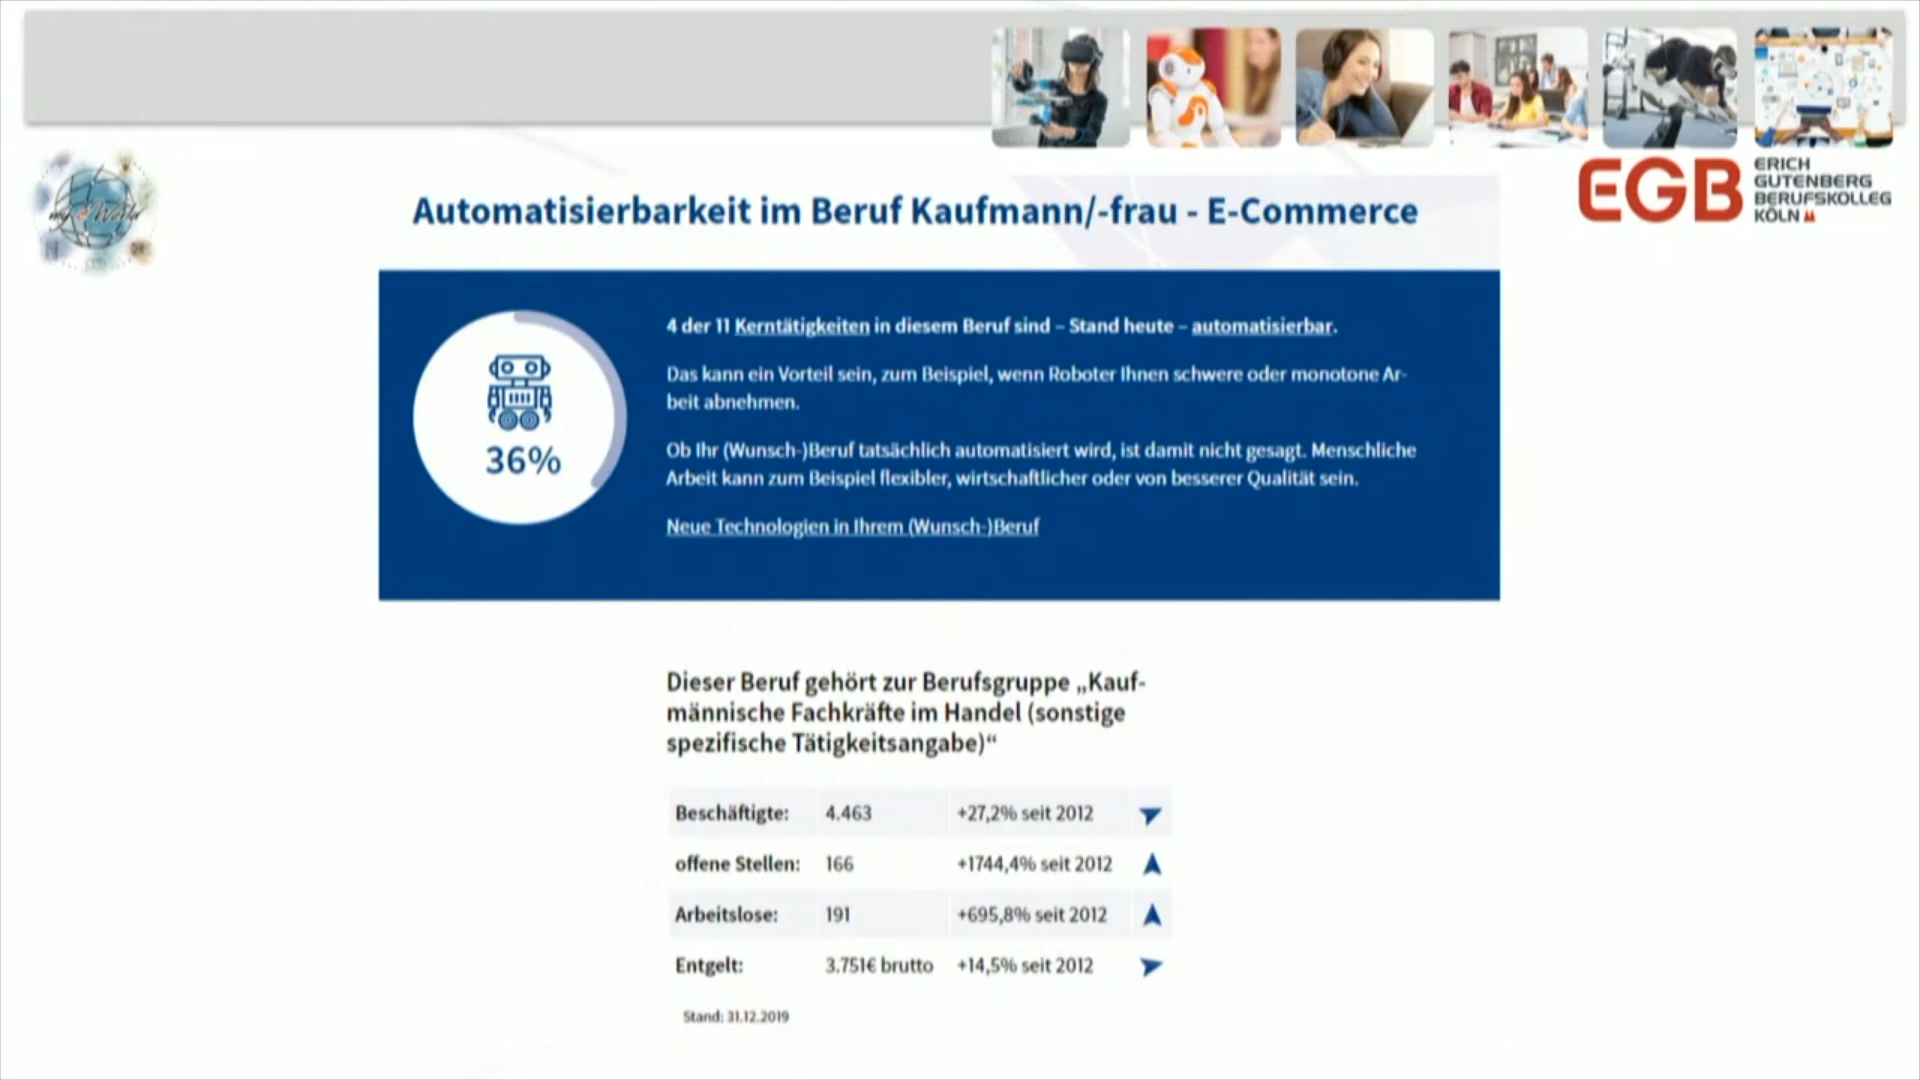 my e World
EGB
ERICH
GUTENBERG
BERUFSKOLLEG
KÖLN
Automatisierbarkeit im Beruf Kaufmann/-frau - E-Commerce
36%
4 der 11 Kerntätigkeiten in diesem Beruf sind – Stand heute – automatisierbar.
Das kann ein Vorteil sein, zum Beispiel, wenn Roboter Ihnen schwere oder monotone Ar-
beit abnehmen.
Ob Ihr (Wunsch-)Beruf tatsächlich automatisiert wird, ist damit nicht gesagt. Menschliche
Arbeit kann zum Beispiel flexibler, wirtschaftlicher oder von besserer Qualität sein.
Neue Technologien in Ihrem (Wunsch-)Beruf
Dieser Beruf gehört zur Berufsgruppe „Kauf-
männische Fachkräfte im Handel (sonstige
spezifische Tätigkeitsangabe)“
Beschäftigte: 4.463 +27,2% seit 2012
offene Stellen: 166 +1744,4% seit 2012
Arbeitslose: 191 +695,8% seit 2012
Entgelt: 3.751€ brutto +14,5% seit 2012
Stand: 31.12.2019